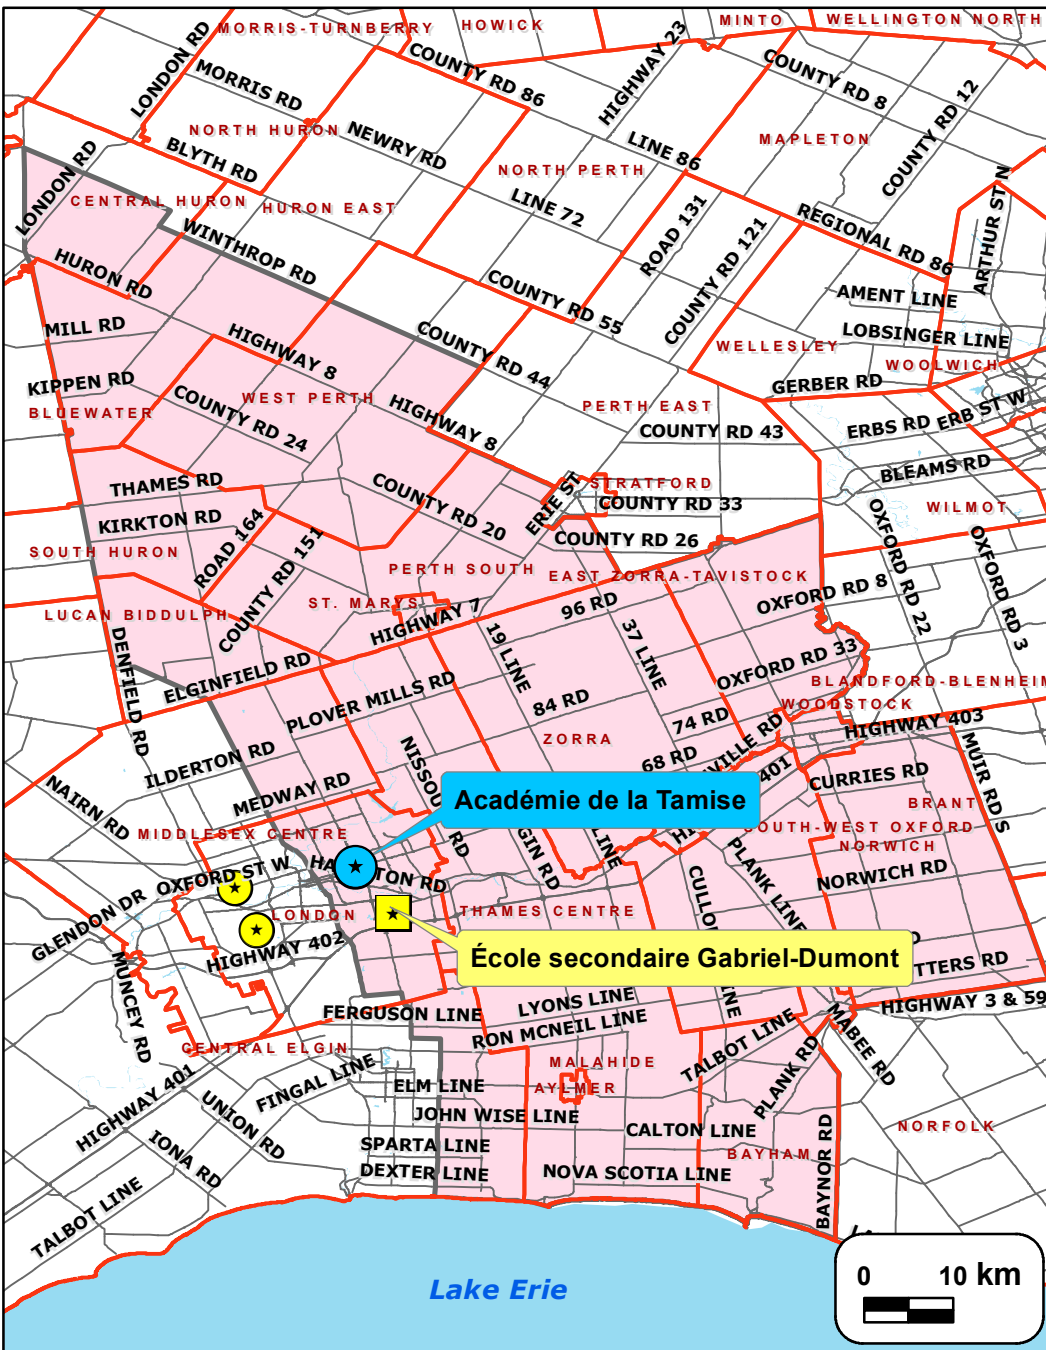 MORRIS-TURNBERRY
HOWICK
MINTO
WELLINGTON NORTH
LONDON RD
MORRIS RD
COUNTY RD 86
HIGHWAY 23
COUNTY RD 8
COUNTY RD 12
NORTH HURON
NEWRY RD
BLYTH RD
LINE 86
MAPLETON
NORTH PERTH
LONDON RD
CENTRAL HURON
HURON EAST
LINE 72
ROAD 131
COUNTY RD 121
REGIONAL RD 86
ARTHUR ST N
WINTHROP RD
HURON RD
COUNTY RD 55
AMENT LINE
MILL RD
HIGHWAY 8
COUNTY RD 44
LOBSINGER LINE
WELLESLEY
WOOLWICH
KIPPEN RD
BLUEWATER
WEST PERTH
COUNTY RD 24
HIGHWAY 8
PERTH EAST
GERBER RD
COUNTY RD 43
ERBS RD
ERB ST W
BLEAMS RD
THAMES RD
COUNTY RD 20
ERIE ST
STRATFORD
COUNTY RD 33
WILMOT
KIRKTON RD
ROAD 164
COUNTY RD 151
COUNTY RD 26
OXFORD RD 22
OXFORD RD 3
SOUTH HURON
PERTH SOUTH
EAST ZORRA-TAVISTOCK
OXFORD RD 8
LUCAN BIDDULPH
ST. MARYS
HIGHWAY 7
96 RD
19 LINE
37 LINE
DENFIELD RD
ELGINFIELD RD
OXFORD RD 33
BLANDFORD-BLENHEIM
PLOVER MILLS RD
84 RD
74 RD
WOODSTOCK
HIGHWAY 403
ILDERTON RD
ZORRA
68 RD
CURRIES RD
MUIR RD S
NAIRN RD
MEDWAY RD
Académie de la Tamise
BRANT
MIDDLESEX CENTRE
SOUTH-WEST OXFORD
NORWICH
PLANK LINE
NORWICH RD
OXFORD ST W
GLENDON DR
LONDON
THAMES CENTRE
HIGHWAY 402
École secondaire Gabriel-Dumont
MUNCEY RD
LYONS LINE
HIGHWAY 3 & 59
FERGUSON LINE
RON MCNEIL LINE
TALBOT LINE
MABEE RD
CENTRAL ELGIN
MALAHIDE
HIGHWAY 401
FINGAL LINE
ELM LINE
AYLMER
PLANK RD
UNION RD
JOHN WISE LINE
CALTON LINE
NORFOLK
IONA RD
SPARTA LINE
BAYHAM
BAYNOR RD
DEXTER LINE
NOVA SCOTIA LINE
TALBOT LINE
Lake Erie
0 10 km